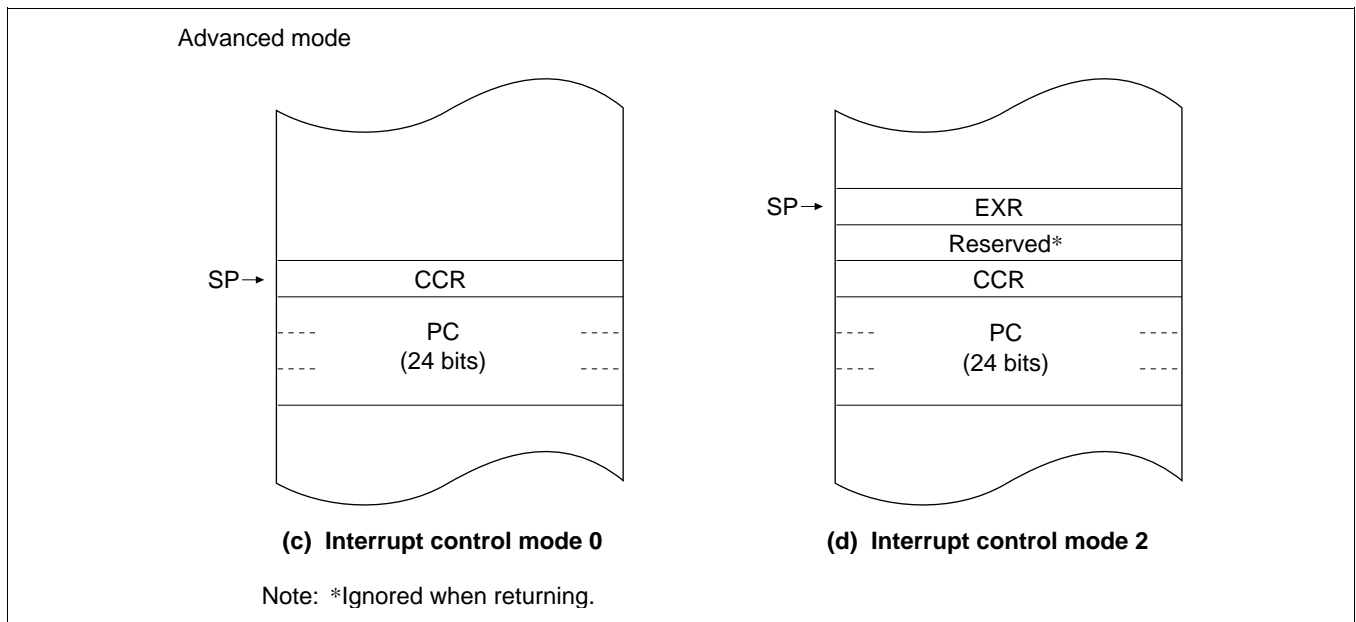 Advanced mode
SP→
CCR
PC
(24 bits)
(c) Interrupt control mode 0
SP→
EXR
Reserved*
CCR
PC
(24 bits)
(d) Interrupt control mode 2
Note: *Ignored when returning.